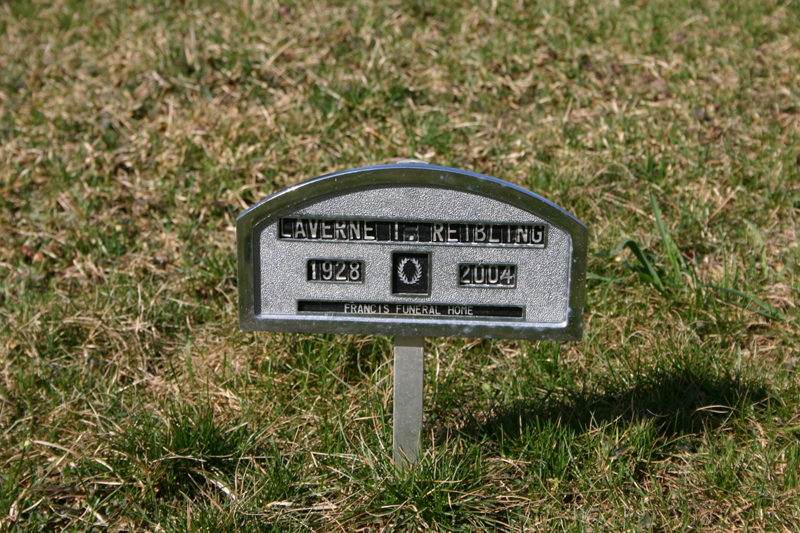 LAVERNE I. REIBLING
1928 2004
FRANCIS FUNERAL HOME